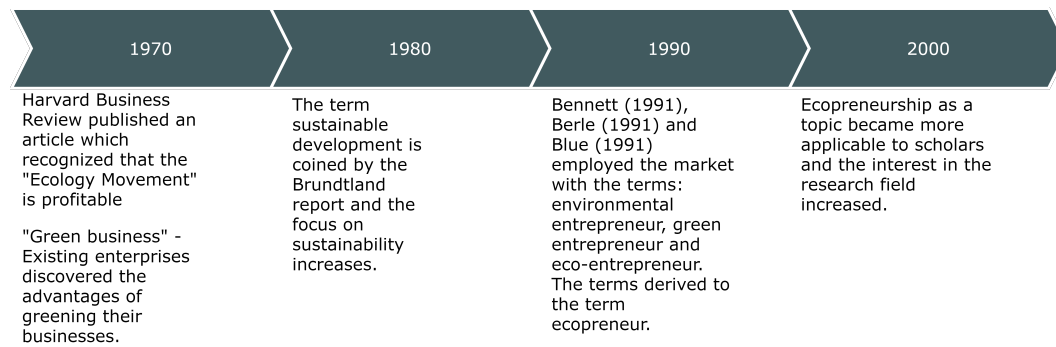 1970
1980
1990
2000
Harvard Business
Review published an
article which
recognized that the
"Ecology Movement"
is profitable
"Green business" -
Existing enterprises
discovered the
advantages of
greening their
businesses.
The term
sustainable
development is
coined by the
Brundtland
report and the
focus on
sustainability
increases.
Bennett (1991),
Berle (1991) and
Blue (1991)
employed the market
with the terms:
environmental
entrepreneur, green
entrepreneur and
eco-entrepreneur.
The terms derived to
the term
ecopreneur.
Ecopreneurship as a
topic became more
applicable to scholars
and the interest in the
research field
increased.